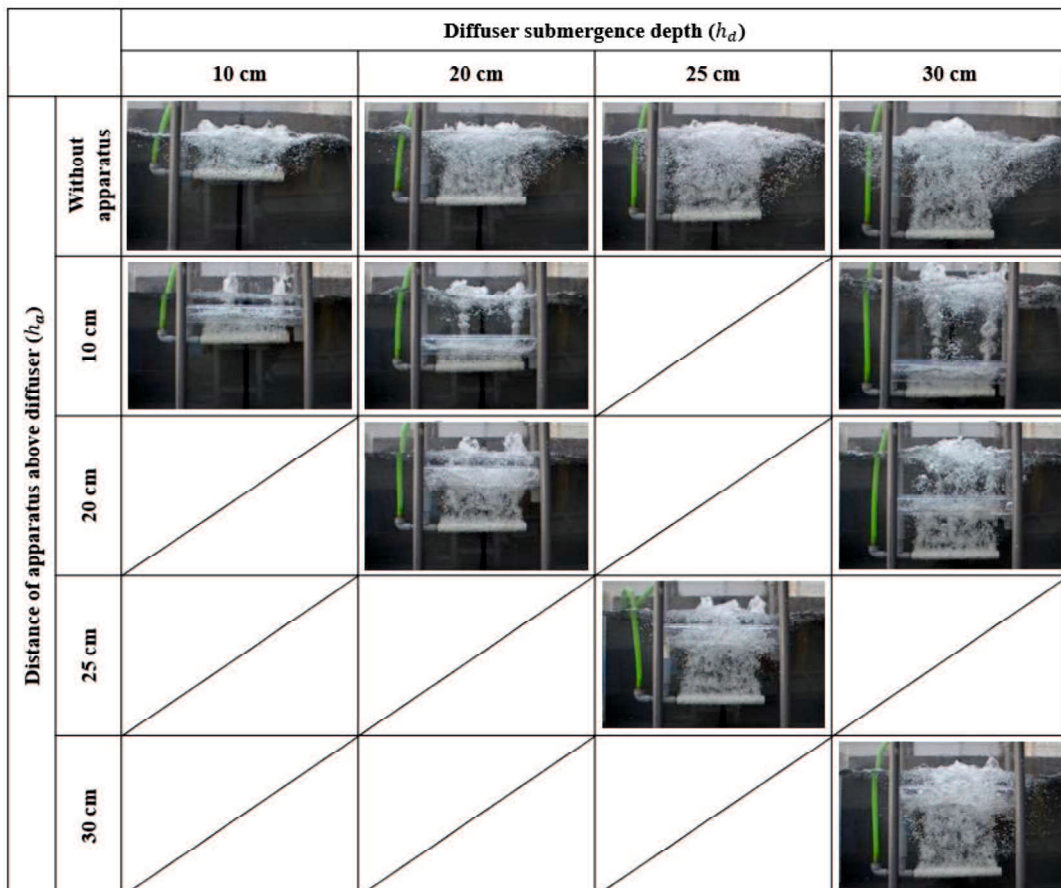 Diffuser submergence depth (h_d)
10 cm 20 cm 25 cm 30 cm
Distance of apparatus above diffuser (h_a)
Without
apparatus
10 cm
20 cm
25 cm
30 cm